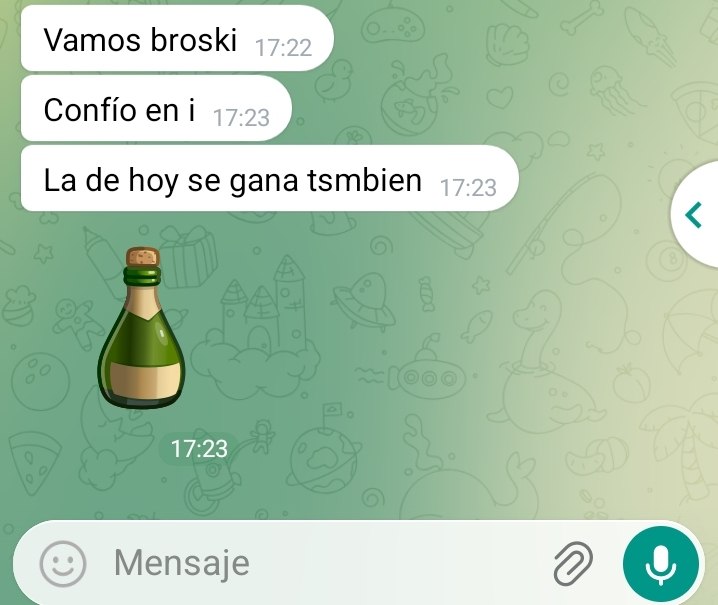 Vamos broski 17:22
Confío en i 17:23
La de hoy se gana tsmbien 17:23
17:23
Mensaje